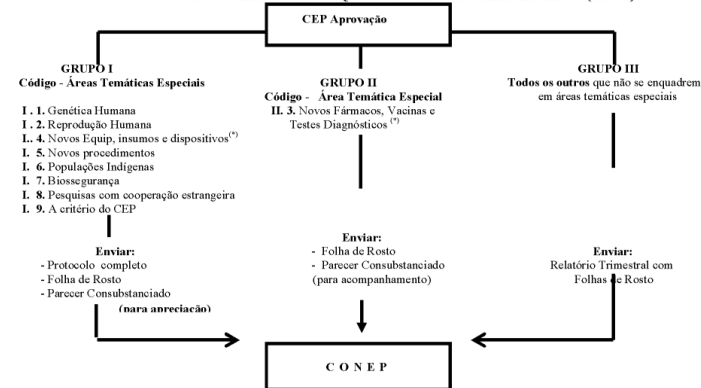 CEP Aprovação
GRUPO I
Código - Áreas Temáticas Especiais
I . 1. Genética Humana
I . 2. Reprodução Humana
I.. 4. Novos Equip, insumos e dispositivos(*)
I. 5. Novos procedimentos
I. 6. Populações Indígenas
I. 7. Biossegurança
I. 8. Pesquisas com cooperação estrangeira
I. 9. A critério do CEP
Enviar:
- Protocolo completo
- Folha de Rosto
- Parecer Consubstanciado
(para apreciação)
GRUPO II
Código - Área Temática Especial
II. 3. Novos Fármacos, Vacinas e
Testes Diagnósticos (*)
Enviar:
- Folha de Rosto
- Parecer Consubstanciado
(para acompanhamento)
GRUPO III
Todos os outros que não se enquadrem
em áreas temáticas especiais
Enviar:
Relatório Trimestral com
Folhas de Rosto
C O N E P